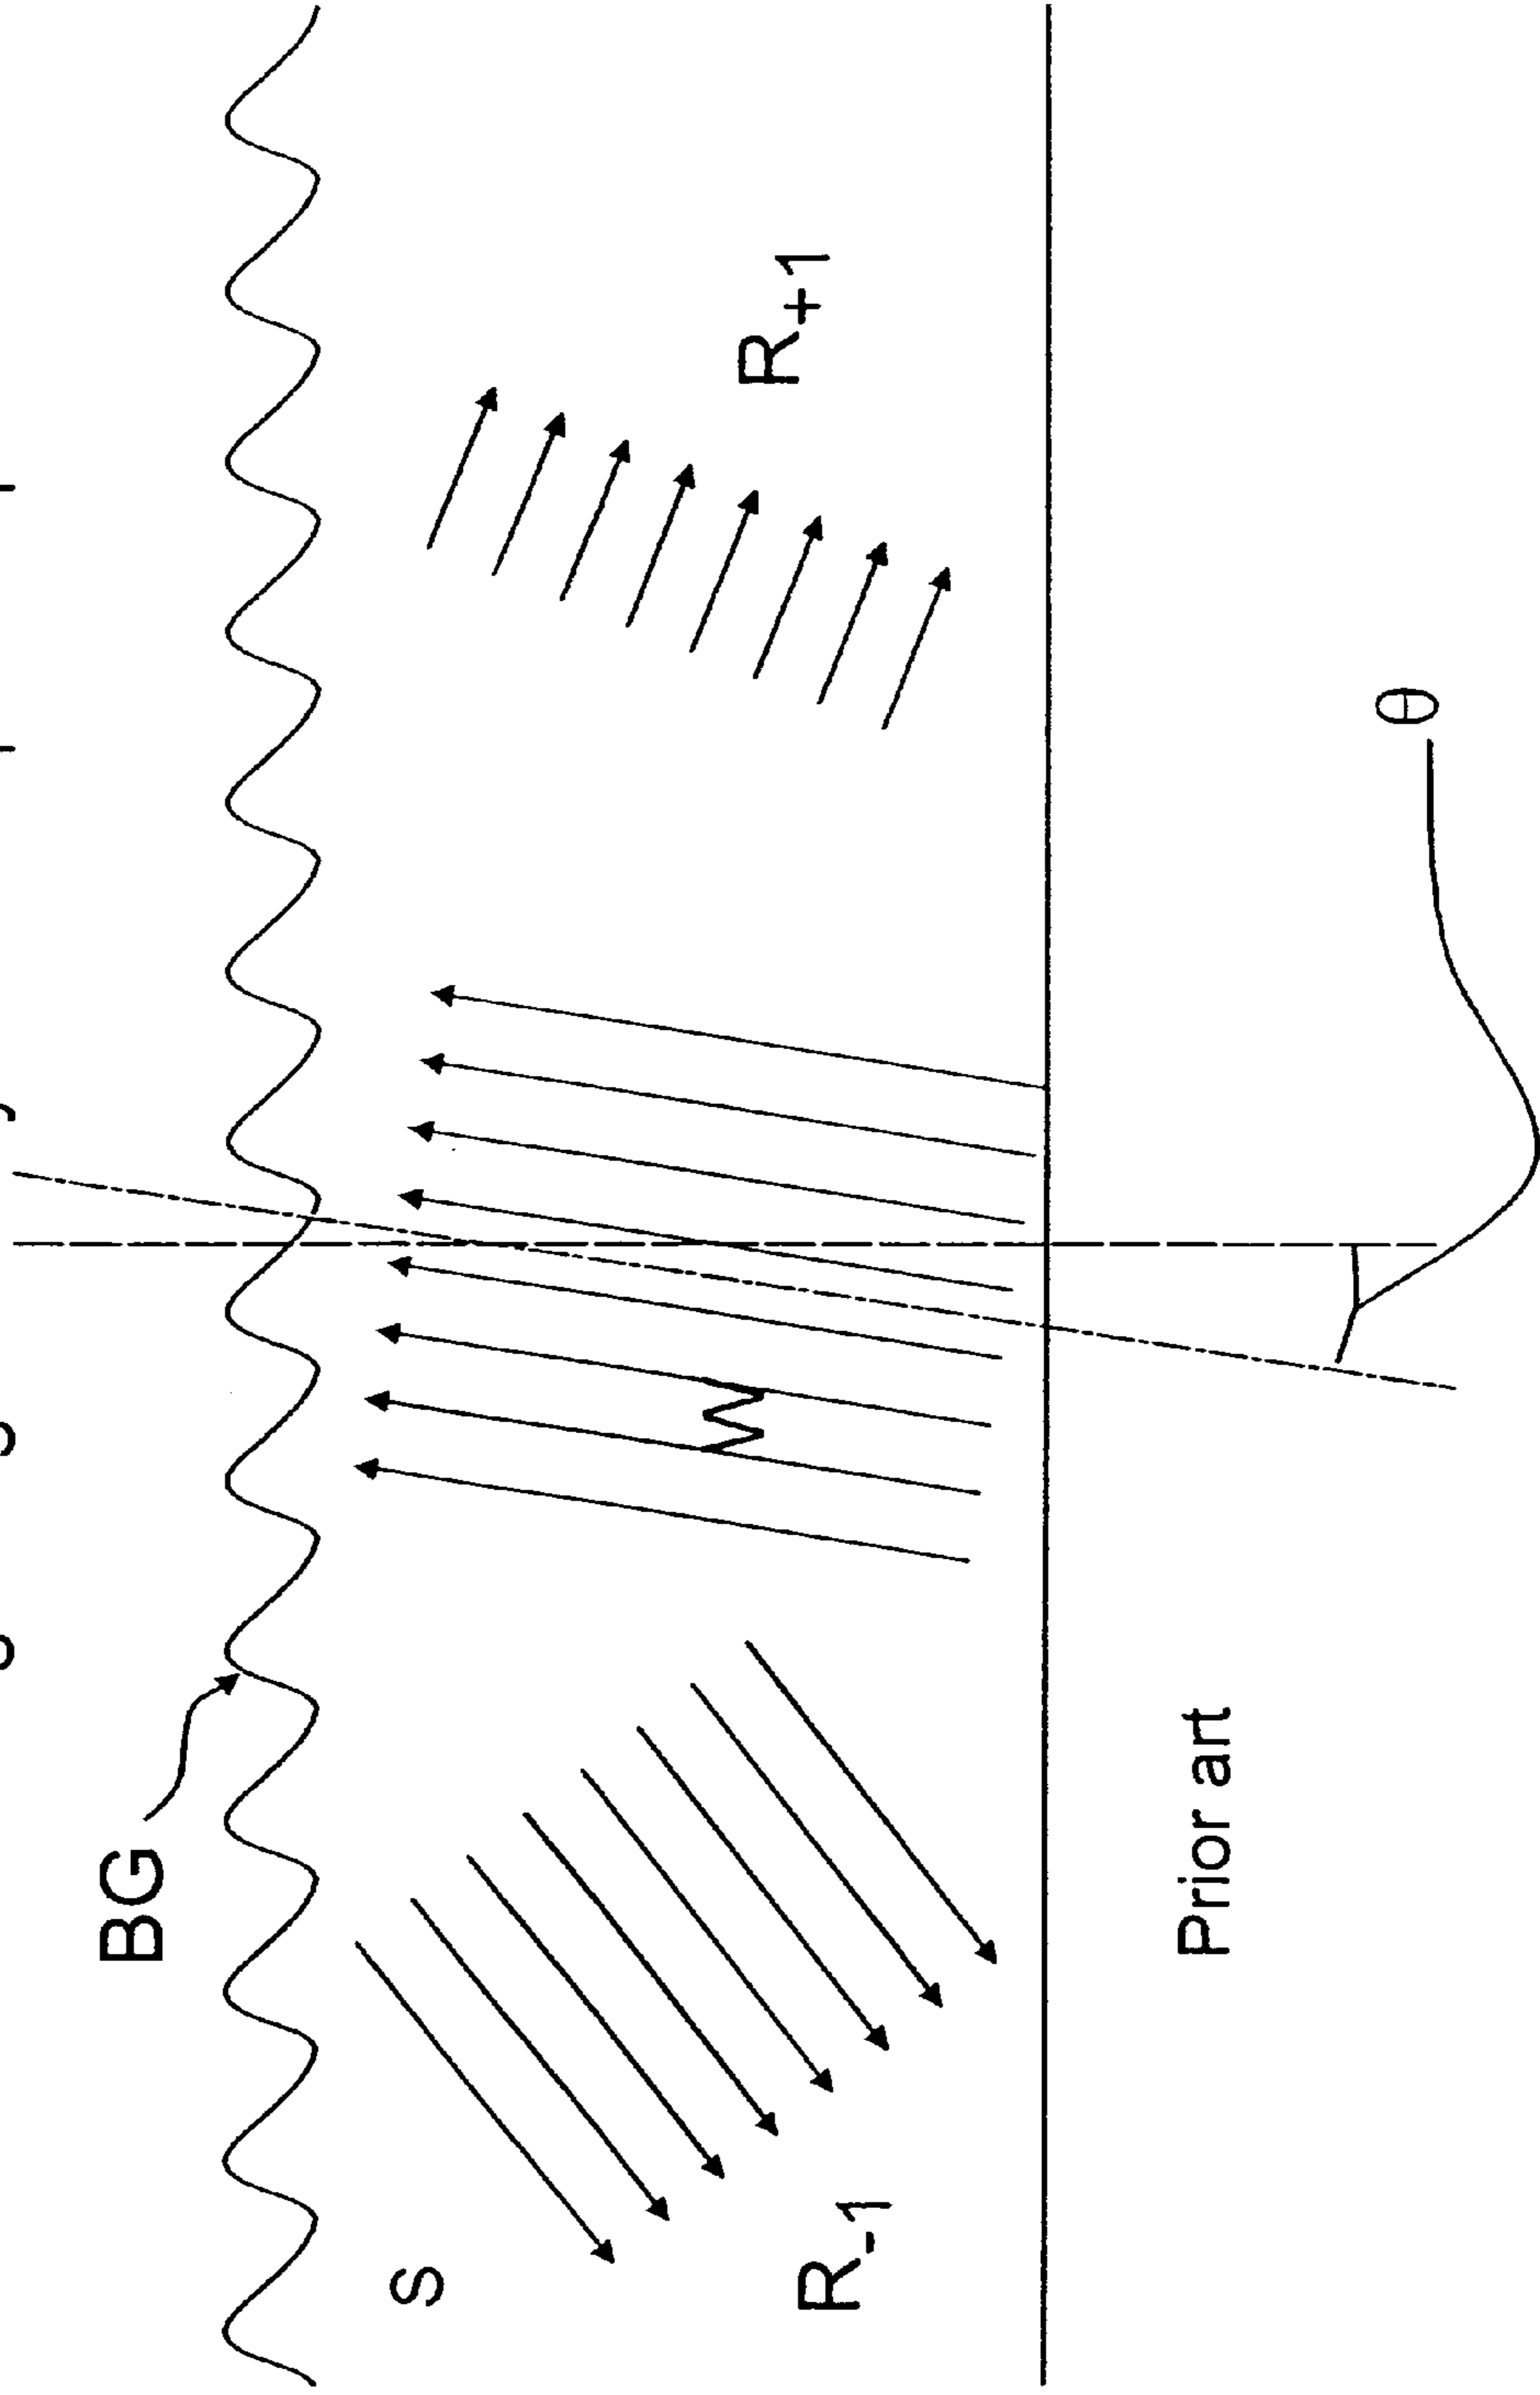 BG
S
W
R+1
R-1
Prior art
θ